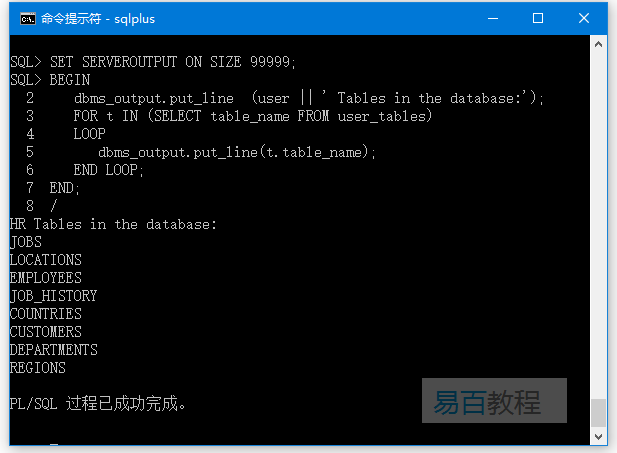 命令提示符 - sqlplus
SQL> SET SERVEROUTPUT ON SIZE 99999;
SQL> BEGIN
  2     dbms_output.put_line  (user || ' Tables in the database:');
  3     FOR t IN (SELECT table_name FROM user_tables)
  4     LOOP
  5        dbms_output.put_line(t.table_name);
  6     END LOOP;
  7  END;
  8  /
HR Tables in the database:
JOBS
LOCATIONS
EMPLOYEES
JOB_HISTORY
COUNTRIES
CUSTOMERS
DEPARTMENTS
REGIONS
PL/SQL 过程已成功完成。
易百教程